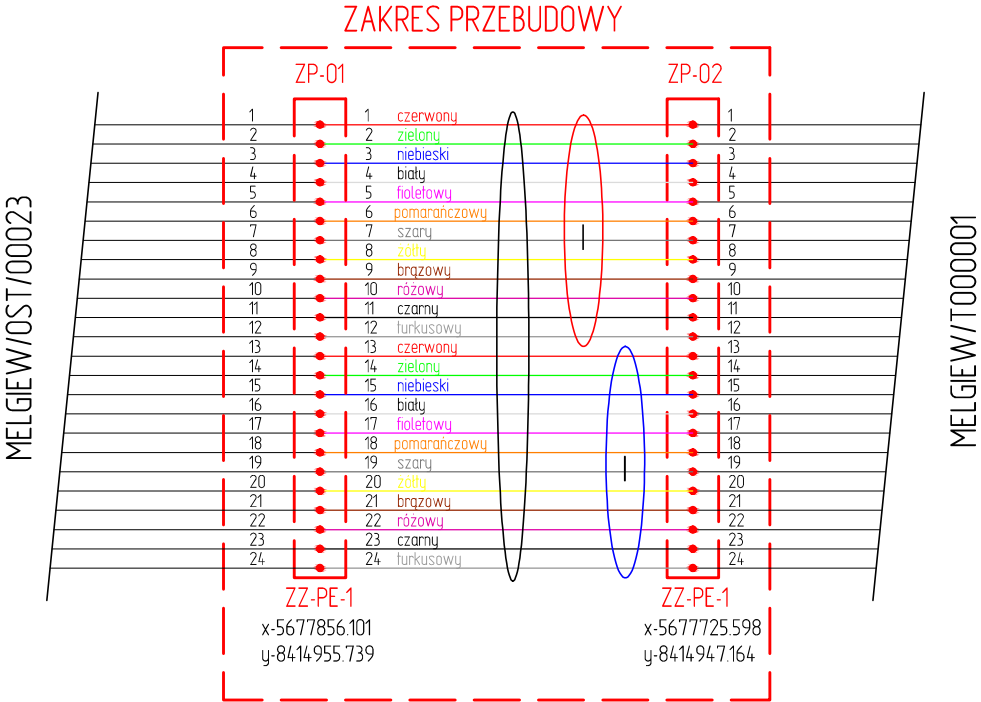 ZAKRES PRZEBUDOWY
ZP-01 ZP-02
1 1 czerwony 1
2 2 zielony 2
3 3 niebieski 3
4 4 biały 4
5 5 fioletowy 5
6 6 pomarańczowy 6
7 7 szary 7
8 8 żółty 8
9 9 brązowy 9
10 10 różowy 10
11 11 czarny 11
12 12 turkusowy 12
13 13 czerwony 13
14 14 zielony 14
15 15 niebieski 15
16 16 biały 16
17 17 fioletowy 17
18 18 pomarańczowy 18
19 19 szary 19
20 20 żółty 20
21 21 brązowy 21
22 22 różowy 22
23 23 czarny 23
24 24 turkusowy 24
I
I
MELGIEW/OST/00023
MELGIEW/T000001
ZZ-PE-1 ZZ-PE-1
x-5677856.101 x-5677725.598
y-8414955.739 y-8414947.164